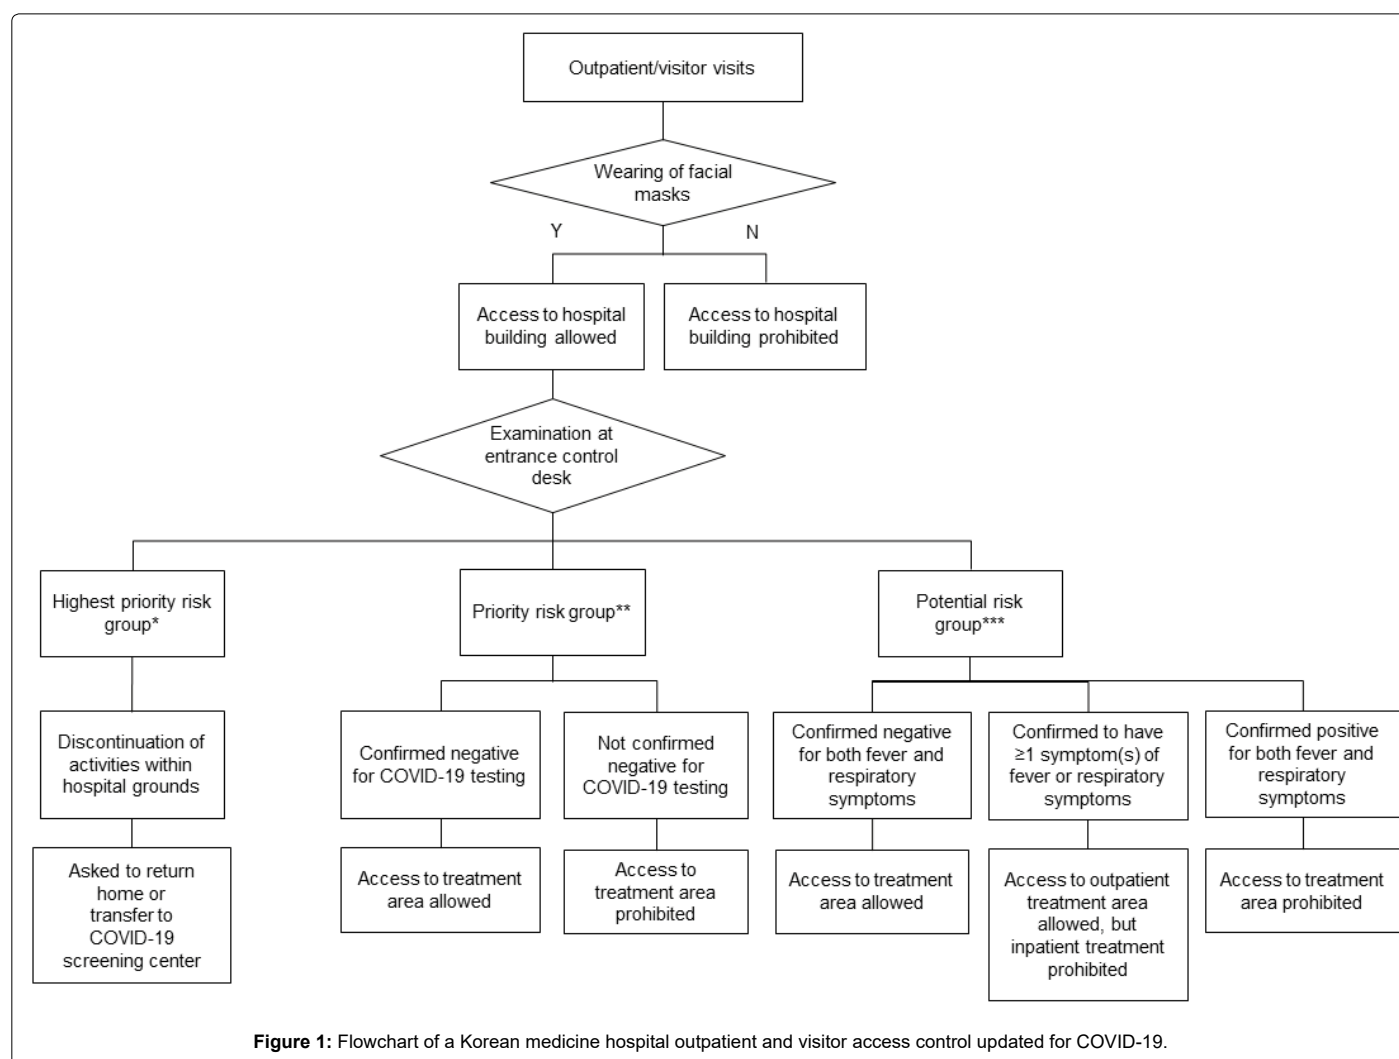 Outpatient/visitor visits
Wearing of facial
masks
Y
N
Access to hospital
building allowed
Access to hospital
building prohibited
Examination at
entrance control
desk
Highest priority risk
group*
Priority risk group**
Potential risk
group***
Discontinuation of
activities within
hospital grounds
Confirmed negative
for COVID-19 testing
Not confirmed
negative for
COVID-19 testing
Confirmed negative
for both fever and
respiratory
symptoms
Confirmed to have
≥1 symptom(s) of
fever or respiratory
symptoms
Confirmed positive
for both fever and
respiratory
symptoms
Asked to return
home or
transfer to
COVID-19
screening center
Access to treatment
area allowed
Access to
treatment area
prohibited
Access to treatment
area allowed
Access to outpatient
treatment area
allowed, but
inpatient treatment
prohibited
Access to treatment
area prohibited
Figure 1: Flowchart of a Korean medicine hospital outpatient and visitor access control updated for COVID-19.